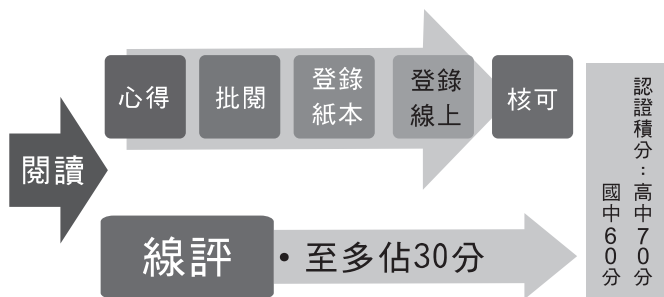 閱讀
心得
批閱
登錄
紙本
登錄
線上
核可
線評
•至多佔30分
認證積分：高中70分
國中60分